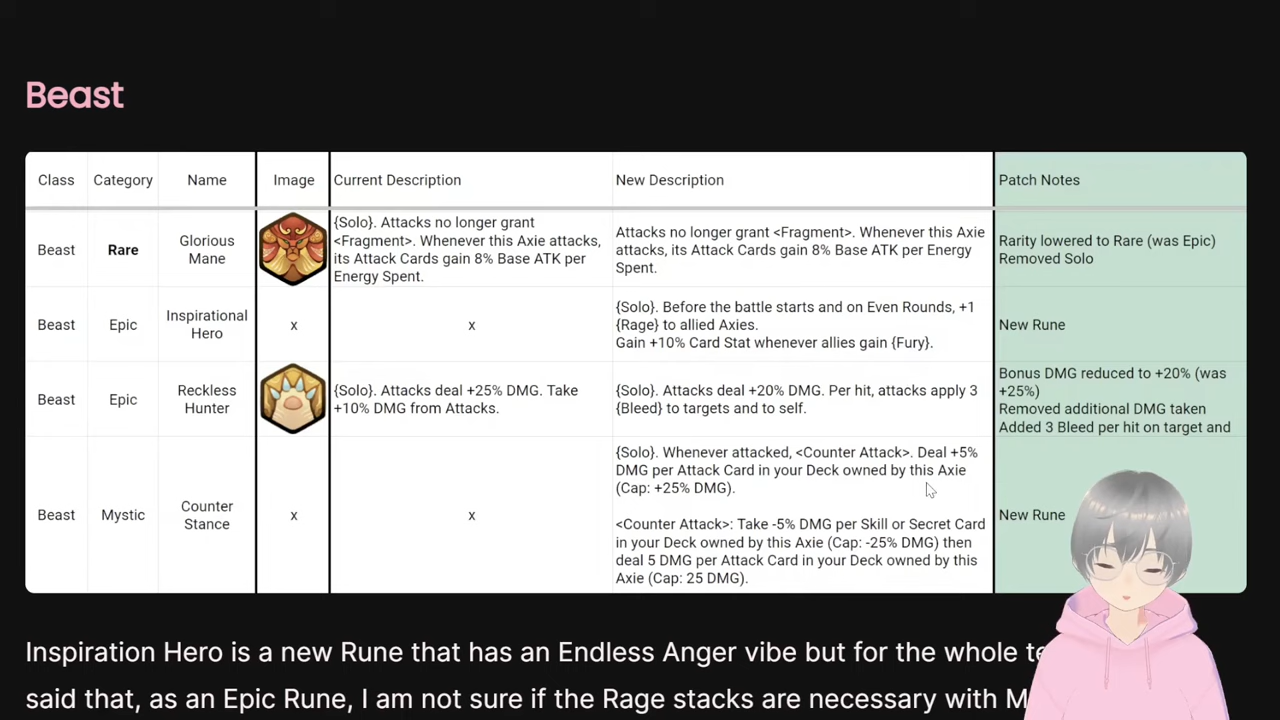 Beast
Class Category Name Image Current Description New Description Patch Notes
Beast Rare Glorious Mane
{Solo}. Attacks no longer grant
<Fragment>. Whenever this Axie attacks,
its Attack Cards gain 8% Base ATK per
Energy Spent.
Attacks no longer grant <Fragment>. Whenever this Axie
attacks, its Attack Cards gain 8% Base ATK per Energy
Spent.
Rarity lowered to Rare (was Epic)
Removed Solo
Beast Epic Inspirational Hero x x
{Solo}. Before the battle starts and on Even Rounds, +1
{Rage} to allied Axies.
Gain +10% Card Stat whenever allies gain {Fury}.
New Rune
Beast Epic Reckless Hunter
{Solo}. Attacks deal +25% DMG. Take
+10% DMG from Attacks.
{Solo}. Attacks deal +20% DMG. Per hit, attacks apply 3
{Bleed} to targets and to self.
Bonus DMG reduced to +20% (was
+25%)
Removed additional DMG taken
Added 3 Bleed per hit on target and
Beast Mystic Counter Stance x x
{Solo}. Whenever attacked, <Counter Attack>. Deal +5%
DMG per Attack Card in your Deck owned by this Axie
(Cap: +25% DMG).
<Counter Attack>: Take -5% DMG per Skill or Secret Card
in your Deck owned by this Axie (Cap: -25% DMG) then
deal 5 DMG per Attack Card in your Deck owned by this
Axie (Cap: 25 DMG).
New Rune
Inspiration Hero is a new Rune that has an Endless Anger vibe but for the whole
said that, as an Epic Rune, I am not sure if the Rage stacks are necessary with